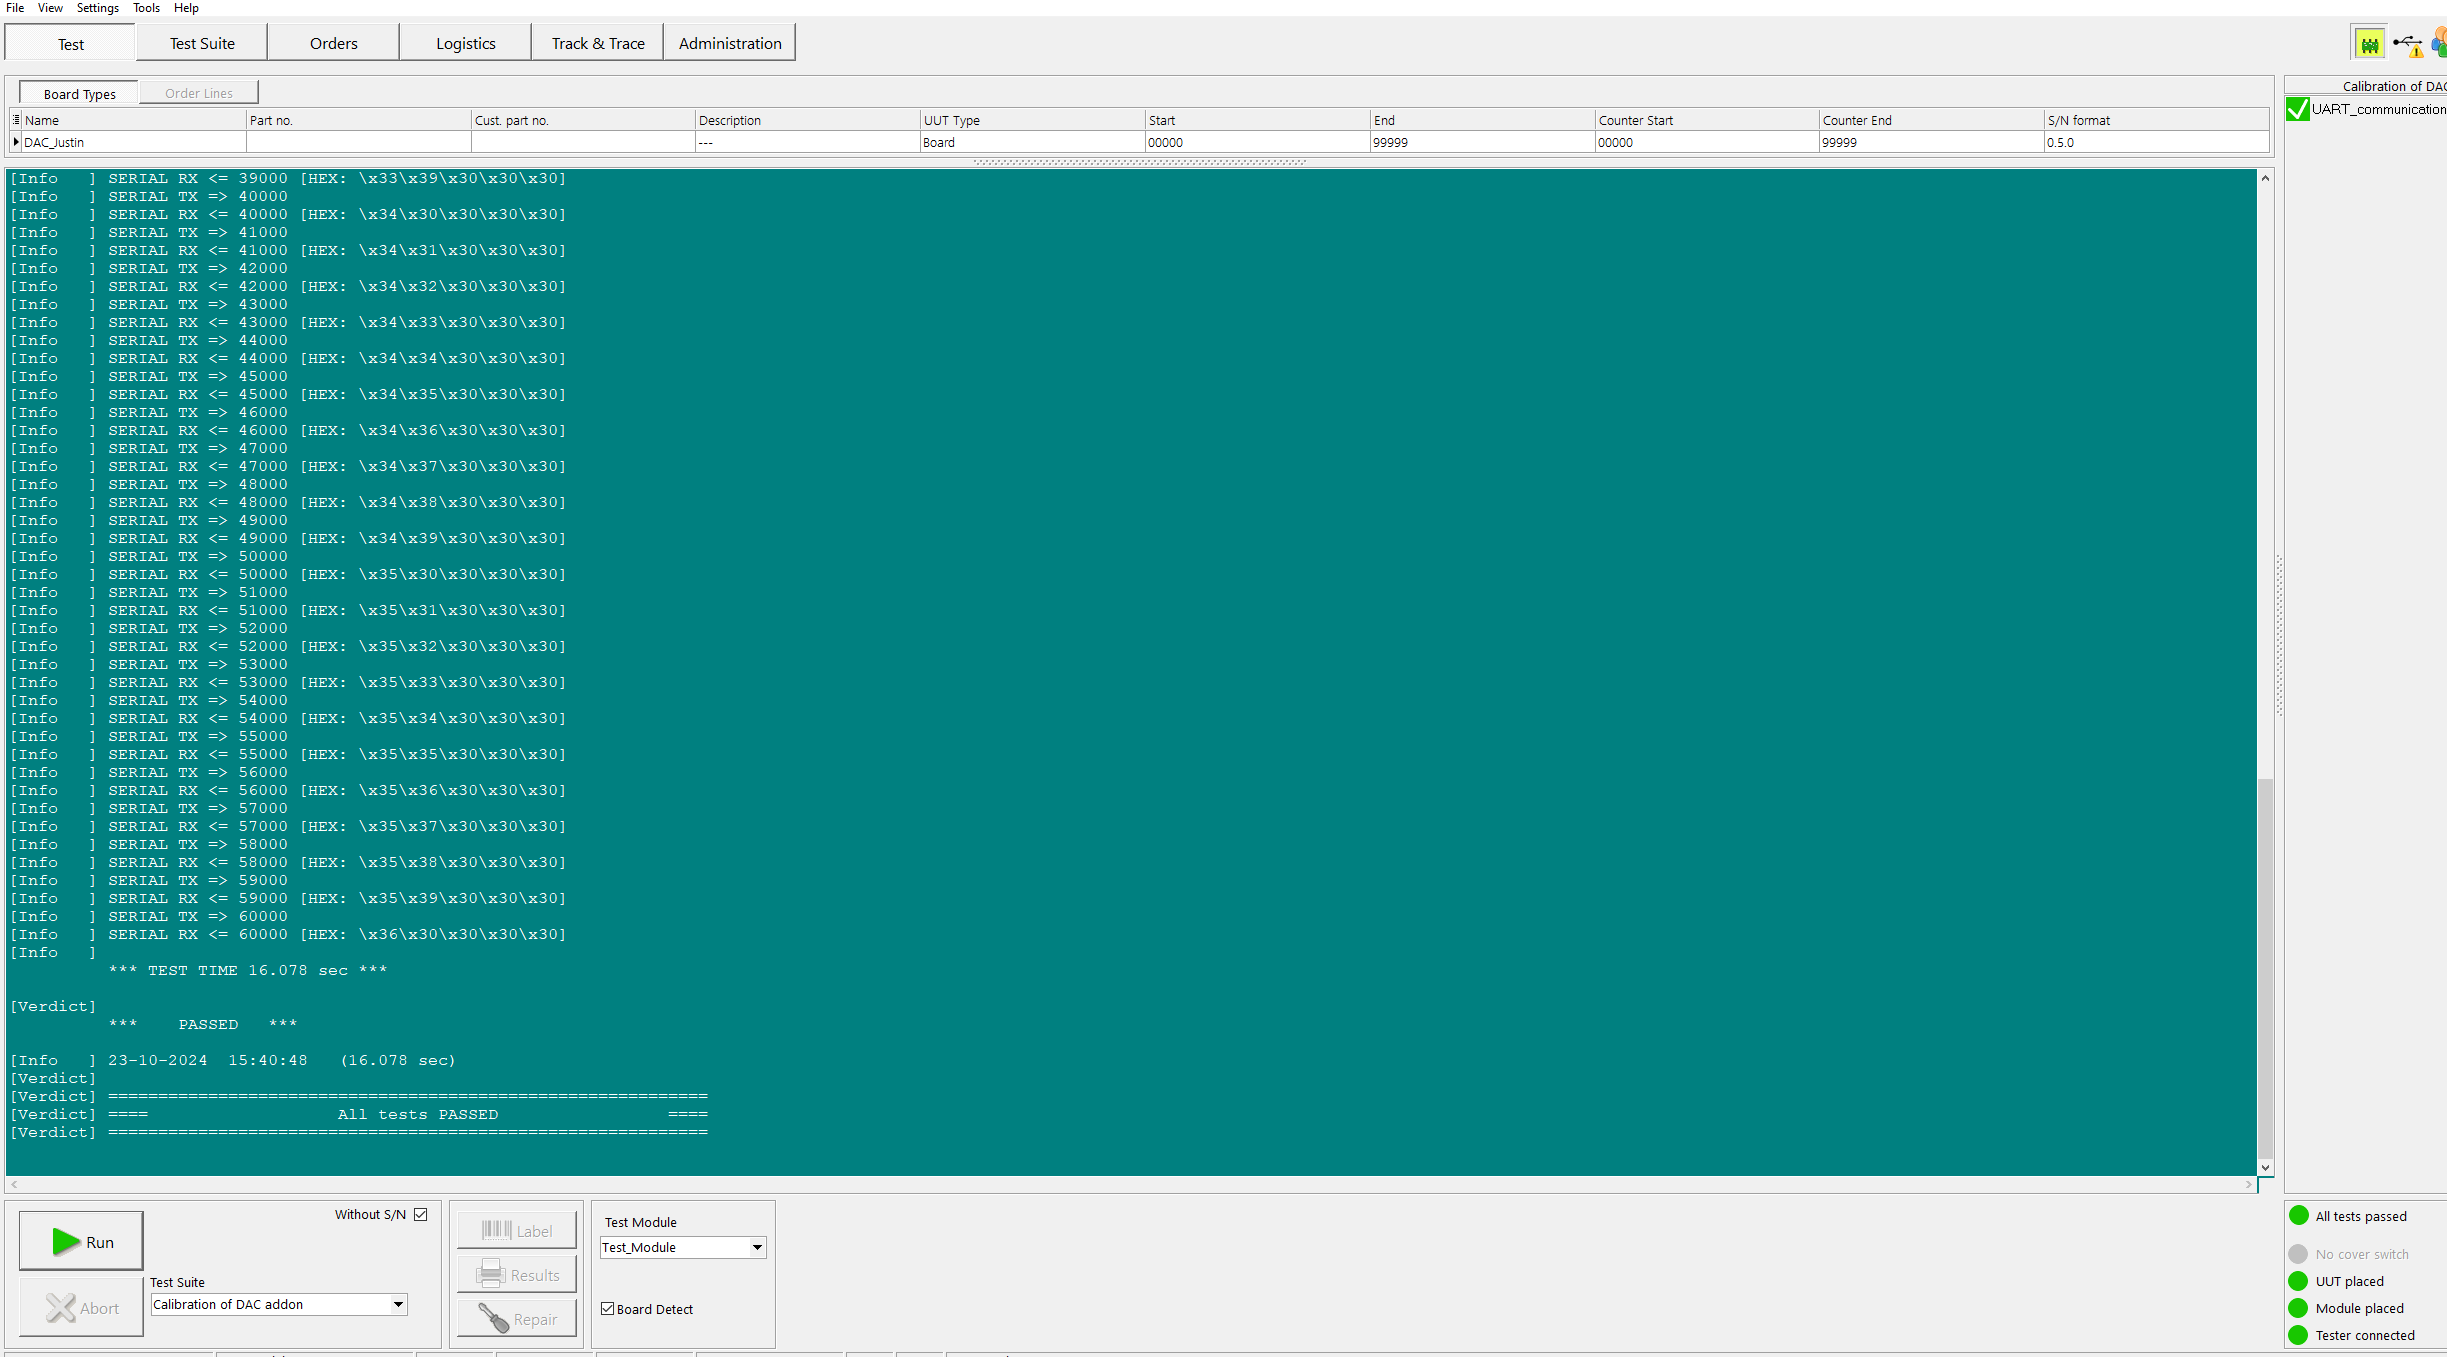 File View Settings Tools Help
Test Test Suite Orders Logistics Track & Trace Administration
Board Types Order Lines
Calibration of DAC
Name Part no. Cust. part no. Description UUT Type Start End Counter Start Counter End S/N format
DAC_Justin --- Board 00000 99999 00000 99999 0.5.0
UART_communication
[Info ] SERIAL RX <= 39000 [HEX: \x33\x39\x30\x30\x30]
[Info ] SERIAL TX => 40000
[Info ] SERIAL RX <= 40000 [HEX: \x34\x30\x30\x30\x30]
[Info ] SERIAL TX => 41000
[Info ] SERIAL RX <= 41000 [HEX: \x34\x31\x30\x30\x30]
[Info ] SERIAL TX => 42000
[Info ] SERIAL RX <= 42000 [HEX: \x34\x32\x30\x30\x30]
[Info ] SERIAL TX => 43000
[Info ] SERIAL RX <= 43000 [HEX: \x34\x33\x30\x30\x30]
[Info ] SERIAL TX => 44000
[Info ] SERIAL RX <= 44000 [HEX: \x34\x34\x30\x30\x30]
[Info ] SERIAL TX => 45000
[Info ] SERIAL RX <= 45000 [HEX: \x34\x35\x30\x30\x30]
[Info ] SERIAL TX => 46000
[Info ] SERIAL RX <= 46000 [HEX: \x34\x36\x30\x30\x30]
[Info ] SERIAL TX => 47000
[Info ] SERIAL RX <= 47000 [HEX: \x34\x37\x30\x30\x30]
[Info ] SERIAL TX => 48000
[Info ] SERIAL RX <= 48000 [HEX: \x34\x38\x30\x30\x30]
[Info ] SERIAL TX => 49000
[Info ] SERIAL RX <= 49000 [HEX: \x34\x39\x30\x30\x30]
[Info ] SERIAL TX => 50000
[Info ] SERIAL RX <= 50000 [HEX: \x35\x30\x30\x30\x30]
[Info ] SERIAL TX => 51000
[Info ] SERIAL RX <= 51000 [HEX: \x35\x31\x30\x30\x30]
[Info ] SERIAL TX => 52000
[Info ] SERIAL RX <= 52000 [HEX: \x35\x32\x30\x30\x30]
[Info ] SERIAL TX => 53000
[Info ] SERIAL RX <= 53000 [HEX: \x35\x33\x30\x30\x30]
[Info ] SERIAL TX => 54000
[Info ] SERIAL RX <= 54000 [HEX: \x35\x34\x30\x30\x30]
[Info ] SERIAL TX => 55000
[Info ] SERIAL RX <= 55000 [HEX: \x35\x35\x30\x30\x30]
[Info ] SERIAL TX => 56000
[Info ] SERIAL RX <= 56000 [HEX: \x35\x36\x30\x30\x30]
[Info ] SERIAL TX => 57000
[Info ] SERIAL RX <= 57000 [HEX: \x35\x37\x30\x30\x30]
[Info ] SERIAL TX => 58000
[Info ] SERIAL RX <= 58000 [HEX: \x35\x38\x30\x30\x30]
[Info ] SERIAL TX => 59000
[Info ] SERIAL RX <= 59000 [HEX: \x35\x39\x30\x30\x30]
[Info ] SERIAL TX => 60000
[Info ] SERIAL RX <= 60000 [HEX: \x36\x30\x30\x30\x30]
[Info ]
*** TEST TIME 16.078 sec ***
[Verdict]
*** PASSED ***
[Info ] 23-10-2024 15:40:48 (16.078 sec)
[Verdict]
[Verdict] ============================================================
[Verdict] ==== All tests PASSED ====
[Verdict] ============================================================
Without S/N
Run
Abort
Test Suite
Calibration of DAC addon
Label
Results
Repair
Test Module
Test_Module
Board Detect
All tests passed
No cover switch
UUT placed
Module placed
Tester connected